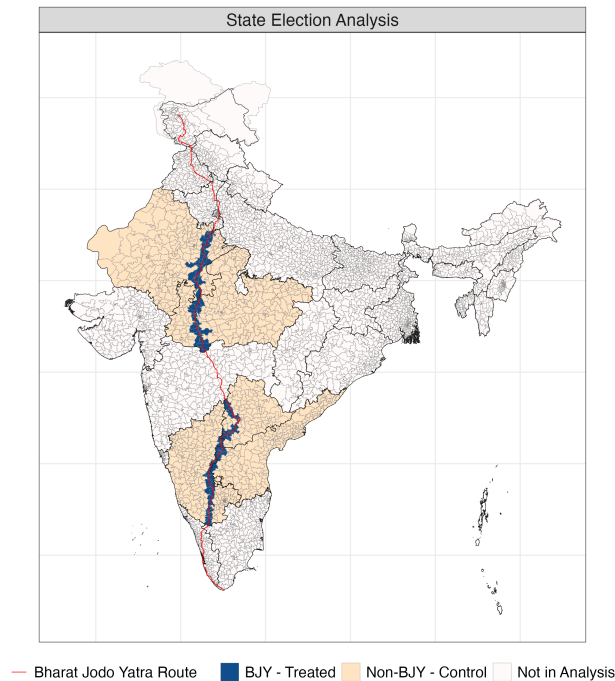 State Election Analysis
Bharat Jodo Yatra Route BJY - Treated Non-BJY - Control Not in Analysis